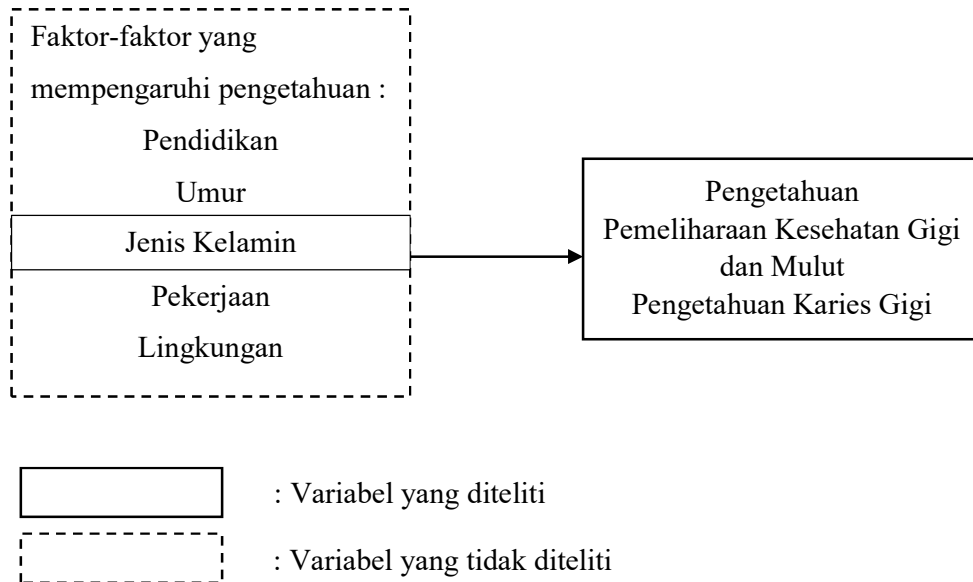 Faktor-faktor yang
mempengaruhi pengetahuan :
Pendidikan
Umur
Jenis Kelamin
Pekerjaan
Lingkungan
Pengetahuan
Pemeliharaan Kesehatan Gigi
dan Mulut
Pengetahuan Karies Gigi
: Variabel yang diteliti
: Variabel yang tidak diteliti